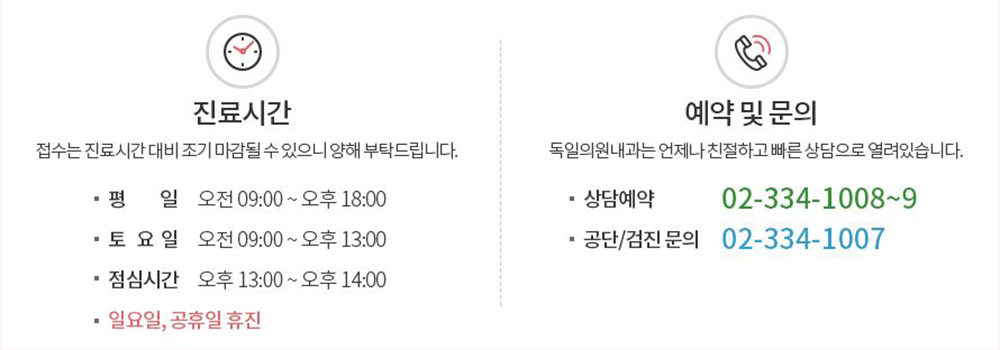 진료시간
접수는 진료시간 대비 조기 마감될 수 있으니 양해 부탁드립니다.
평 일 오전 09:00 ~ 오후 18:00
토 요 일 오전 09:00 ~ 오후 13:00
점심시간 오후 13:00 ~ 오후 14:00
일요일, 공휴일 휴진
예약 및 문의
독일의원내과는 언제나 친절하고 빠른 상담으로 열려있습니다.
상담예약 02-334-1008~9
공단/검진 문의 02-334-1007